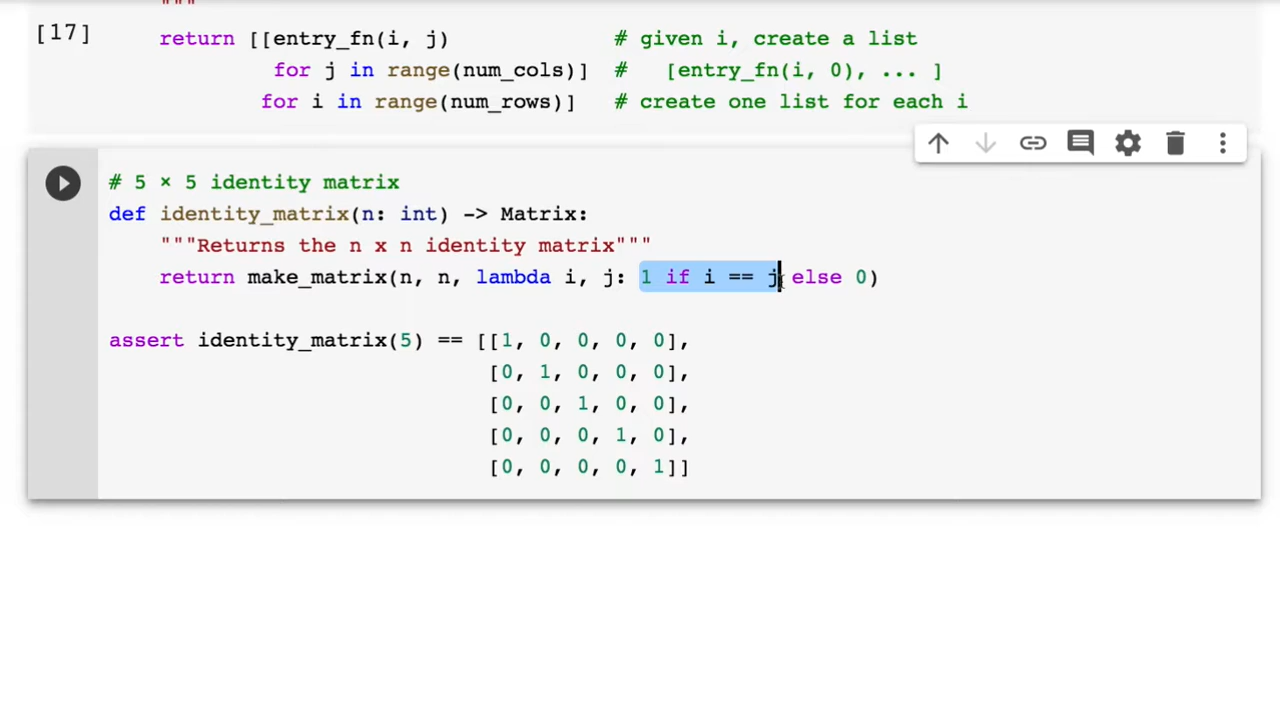 """
[17]
return [[entry_fn(i, j)             # given i, create a list
         for j in range(num_cols)]  #   [entry_fn(i, 0), ... ]
        for i in range(num_rows)]   # create one list for each i
# 5 × 5 identity matrix
def identity_matrix(n: int) -> Matrix:
    """Returns the n x n identity matrix"""
    return make_matrix(n, n, lambda i, j: 1 if i == j else 0)
assert identity_matrix(5) == [[1, 0, 0, 0, 0],
                              [0, 1, 0, 0, 0],
                              [0, 0, 1, 0, 0],
                              [0, 0, 0, 1, 0],
                              [0, 0, 0, 0, 1]]